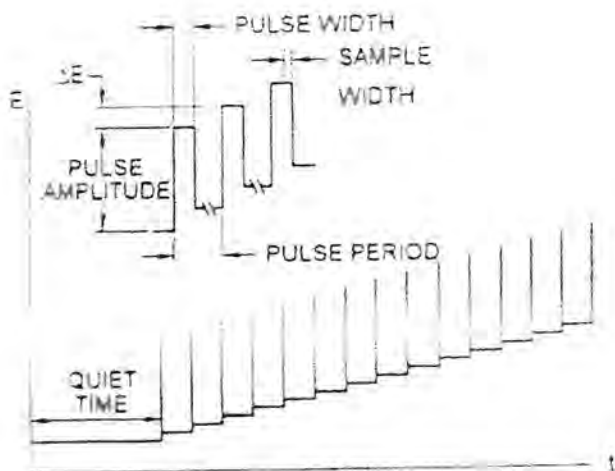 PULSE WIDTH
SAMPLE
WIDTH
E
PULSE
AMPLITUDE
PULSE PERIOD
QUIET
TIME
t